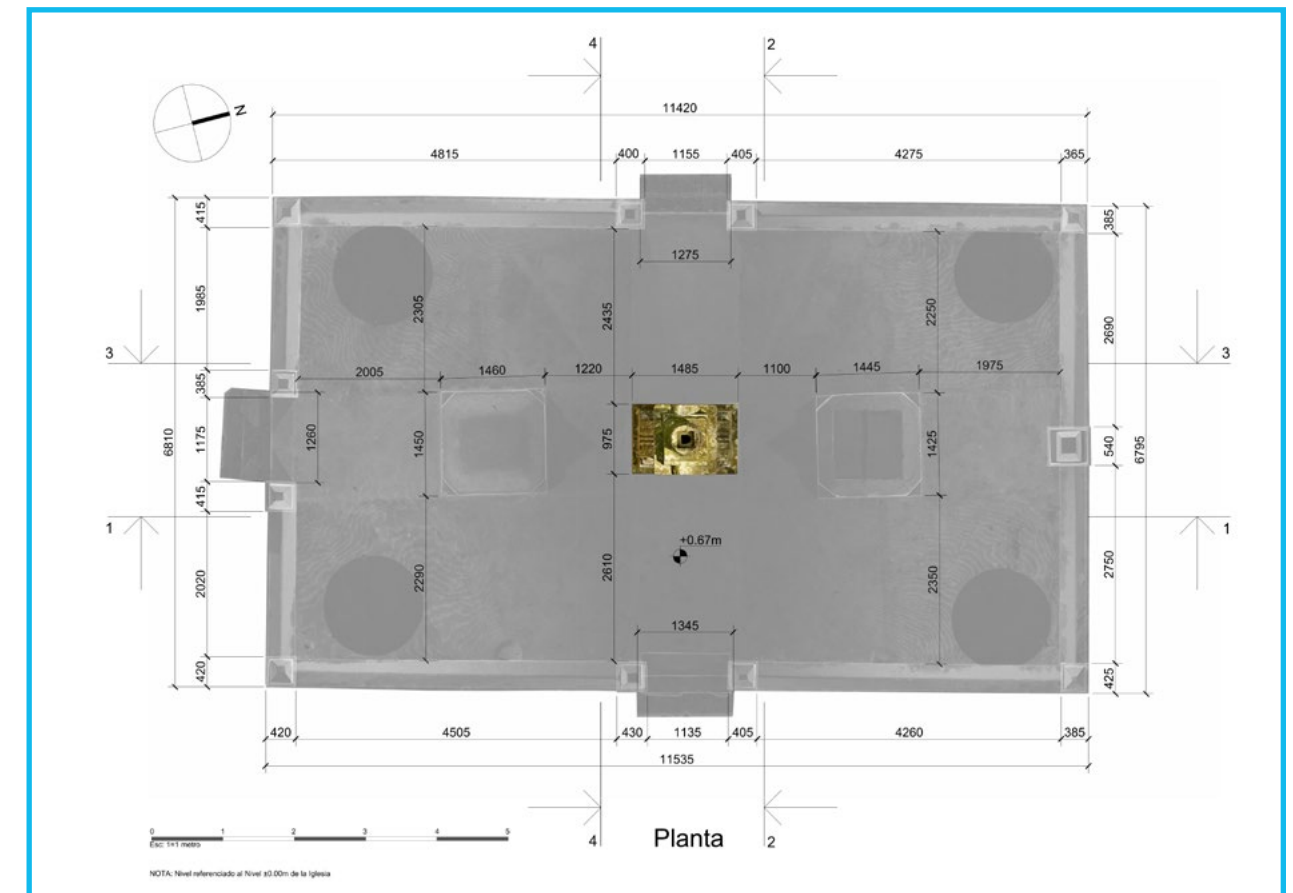 4 2
N
11420
4815 400 1155 405 4275 365
415 385
1275
1985 2305 2435 2250 2690
6810 6795
3 3
2005 1460 1220 1485 1100 1445 1975
385
1175 1260 1450 975 1425 540
415
1 1
+0.67m
2020 2290 2610 2350 2750
1345
420 425
420 4505 430 1135 405 4260 385
11535
0 1 2 3 4 5
Esc: 1=1 metro
4 Planta 2
NOTA: Nivel referenciado al Nivel ±0.00m de la Iglesia